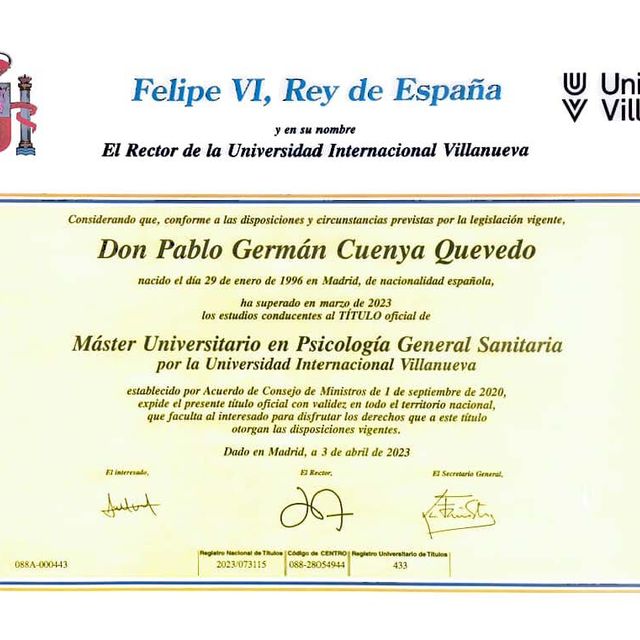 Felipe VI, Rey de España
Uni
Vill
y en su nombre
El Rector de la Universidad Internacional Villanueva
Considerando que, conforme a las disposiciones y circunstancias previstas por la legislación vigente,
Don Pablo Germán Cuenya Quevedo
nacido el día 29 de enero de 1996 en Madrid, de nacionalidad española,
ha superado en marzo de 2023
los estudios conducentes al TÍTULO oficial de
Máster Universitario en Psicología General Sanitaria
por la Universidad Internacional Villanueva
establecido por Acuerdo de Consejo de Ministros de 1 de septiembre de 2020,
expide el presente título oficial con validez en todo el territorio nacional,
que faculta al interesado para disfrutar los derechos que a este título
otorgan las disposiciones vigentes.
Dado en Madrid, a 3 de abril de 2023
El interesado, El Rector, El Secretario General,
Registro Nacional de Títulos Código de CENTRO Registro Universitario de Títulos
088A-000443 2023/073115 088-28054944 433